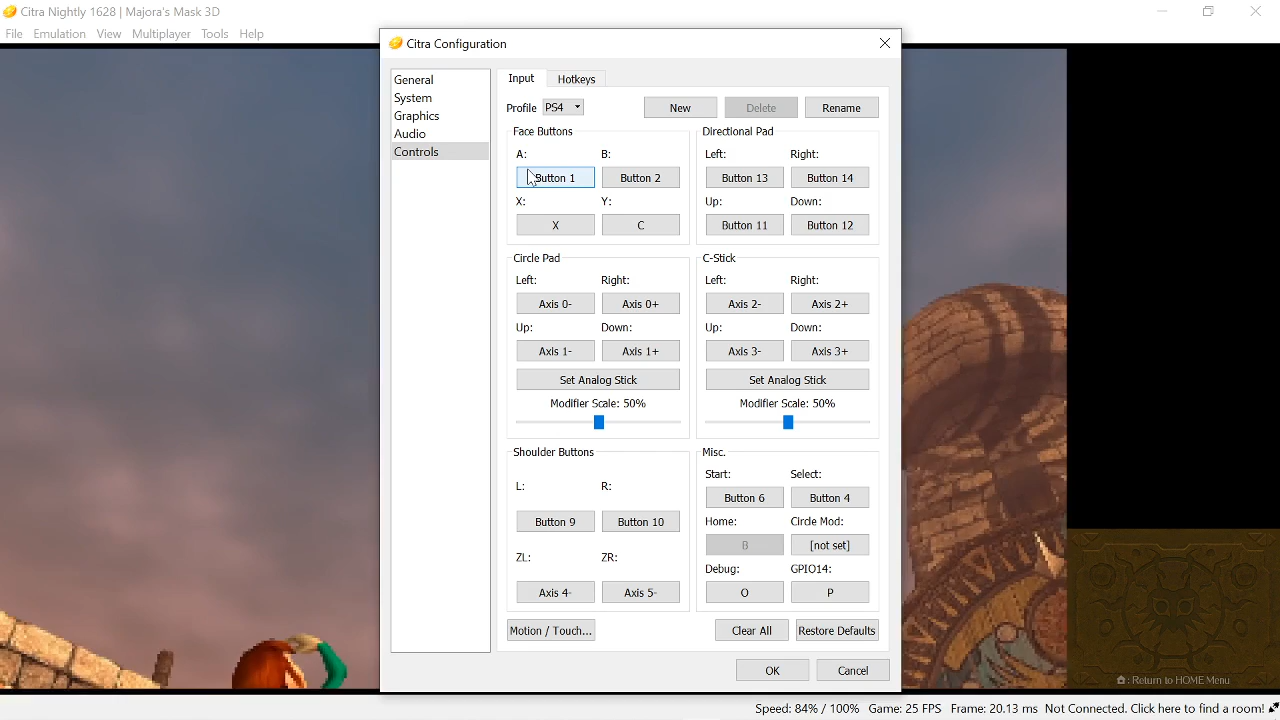 Citra Nightly 1628 | Majora's Mask 3D
File Emulation View Multiplayer Tools Help
Citra Configuration
General
System
Graphics
Audio
Controls
Input Hotkeys
Profile PS4 New Delete Rename
Face Buttons
A: B:
Button 1 Button 2
X: Y:
X C
Directional Pad
Left: Right:
Button 13 Button 14
Up: Down:
Button 11 Button 12
Circle Pad
Left: Right:
Axis 0- Axis 0+
Up: Down:
Axis 1- Axis 1+
Set Analog Stick
Modifier Scale: 50%
C-Stick
Left: Right:
Axis 2- Axis 2+
Up: Down:
Axis 3- Axis 3+
Set Analog Stick
Modifier Scale: 50%
Shoulder Buttons
L: R:
Button 9 Button 10
ZL: ZR:
Axis 4- Axis 5-
Misc.
Start: Select:
Button 6 Button 4
Home: Circle Mod:
B [not set]
Debug: GPIO14:
O P
Motion / Touch... Clear All Restore Defaults
OK Cancel
: Return to HOME Menu
Speed: 84% / 100% Game: 25 FPS Frame: 20.13 ms Not Connected. Click here to find a room!